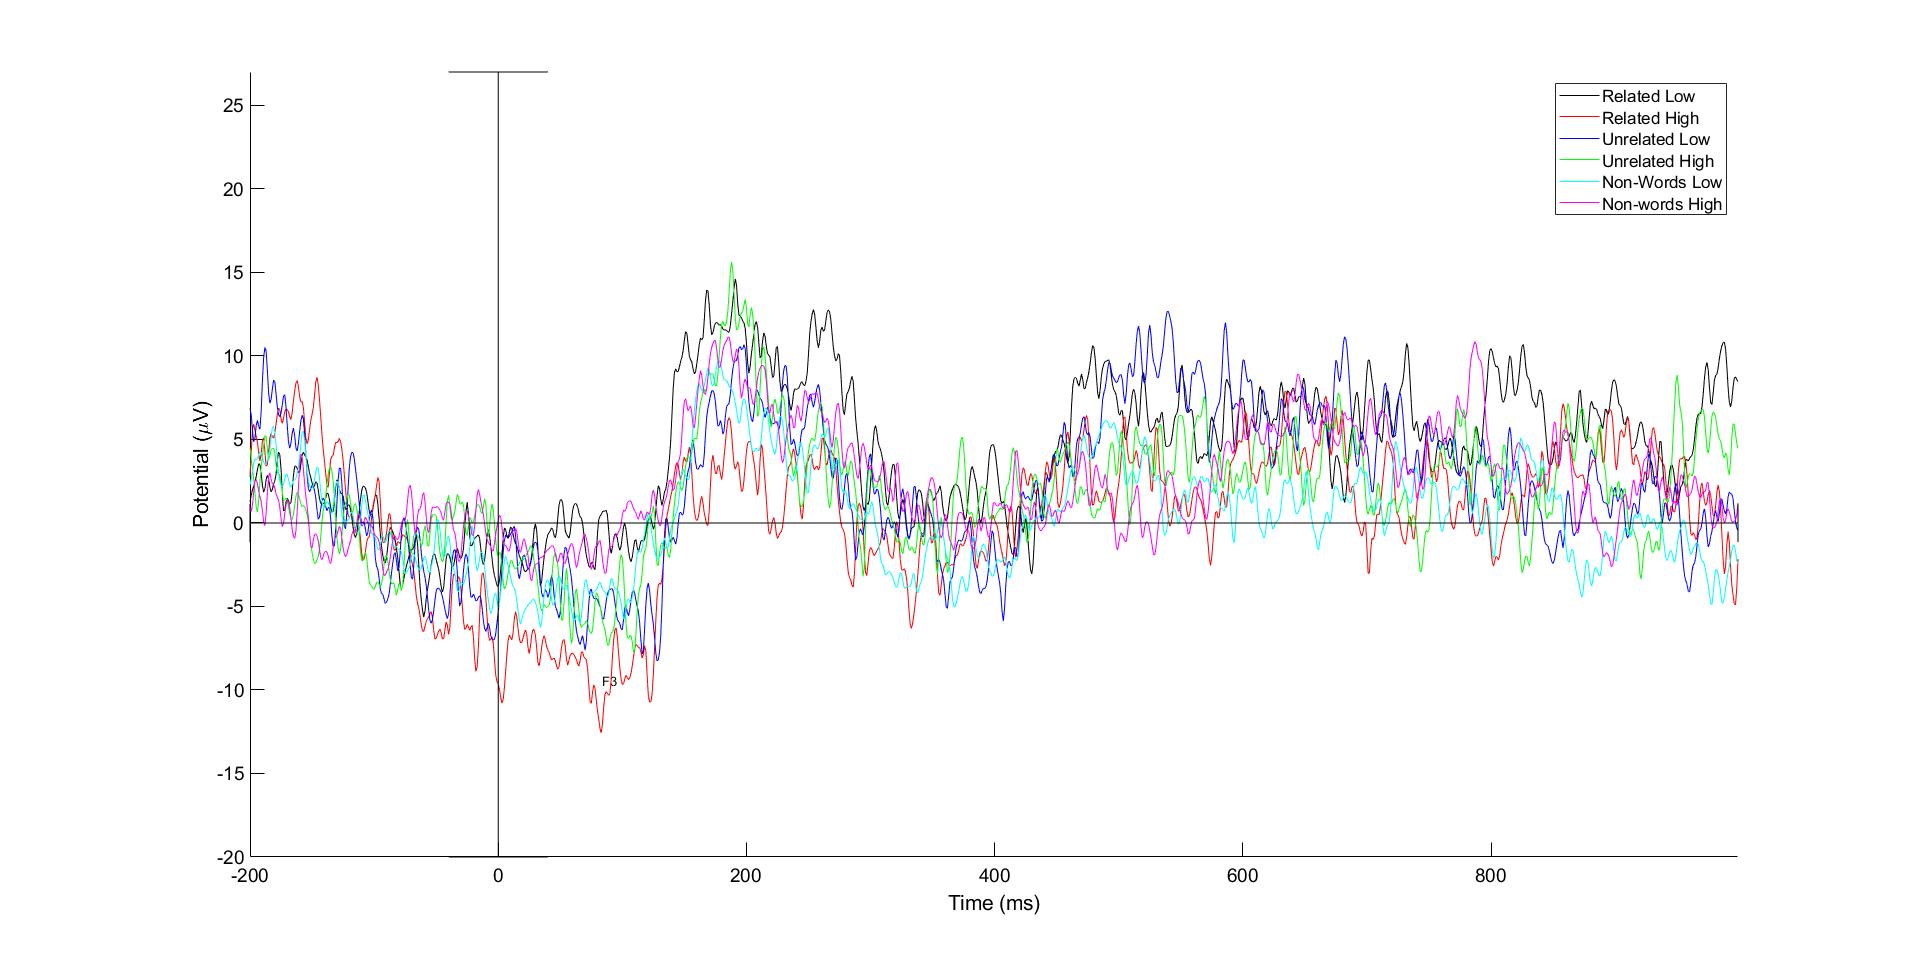 25
20
15
10
5
0
-5
-10
-15
-20
Potential (μV)
Related Low
Related High
Unrelated Low
Unrelated High
Non-Words Low
Non-words High
F3
-200 0 200 400 600 800
Time (ms)